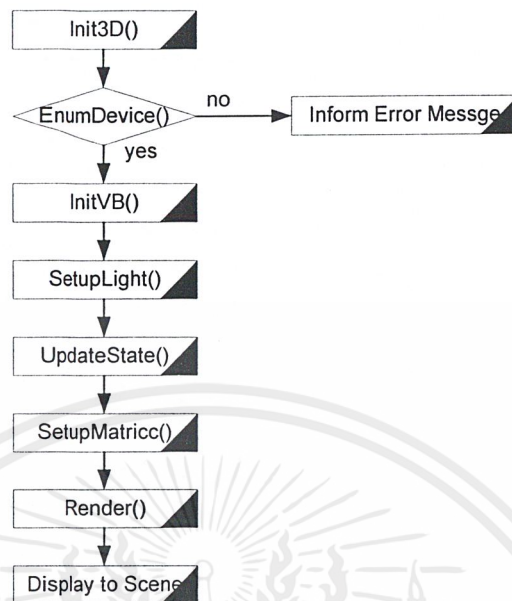 Init3D()
EnumDevice()
no
Inform Error Messge
yes
InitVB()
SetupLight()
UpdateState()
SetupMatricc()
Render()
Display to Scene